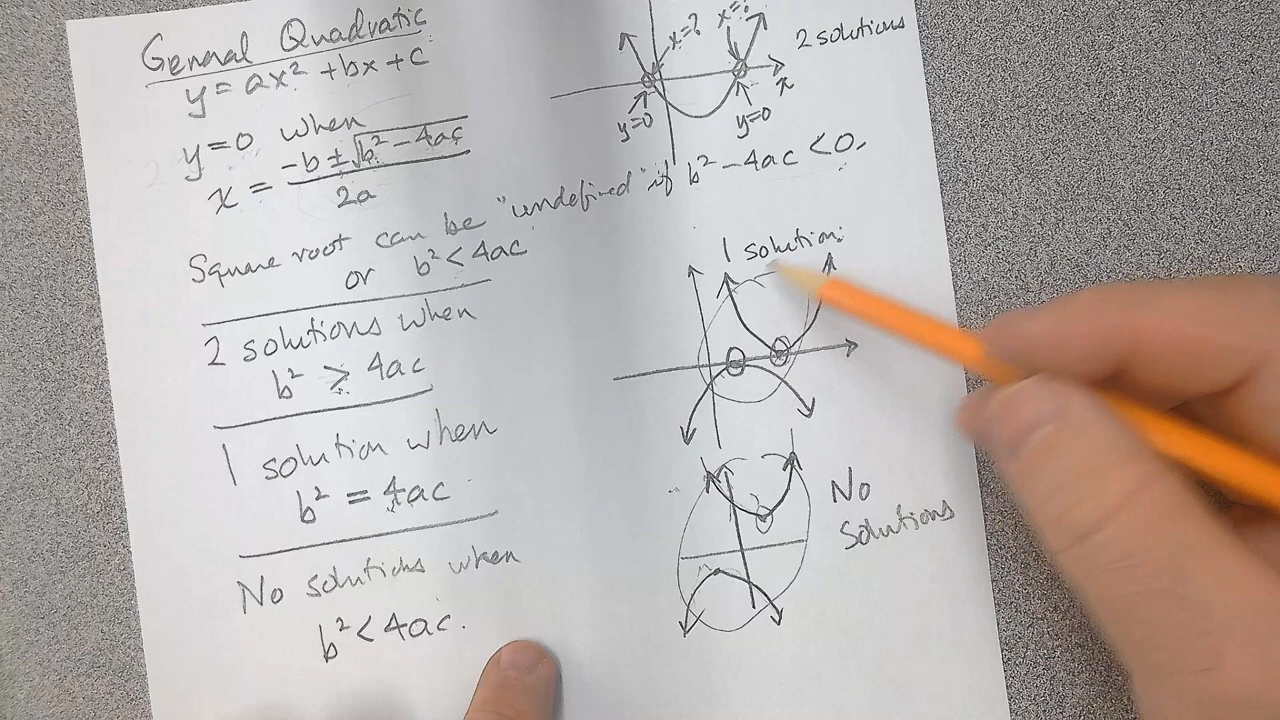 General Quadratic
y = ax² + bx + c
y=0 when
x = -b ± √b² - 4ac
2a
Square root can be "undefined" if b² - 4ac < 0.
or b² < 4ac
2 solutions when
b² ≥ 4ac
1 solution when
b² = 4ac
No solutions when
b² < 4ac.
x=? x=?
2 solutions
x
y=0 y=0
1 solution:
No
Solutions